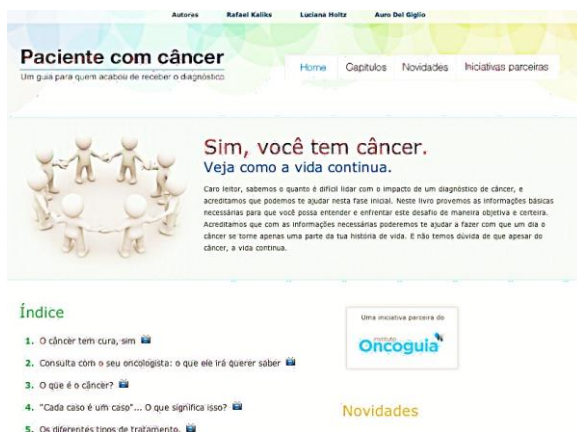 Autores Rafael Kaliks Luciana Holtz Auro Del Giglio
Paciente com câncer
Um guia para quem acabou de receber o diagnóstico
Home Capitulos Novidades Iniciativas parceiras
Sim, você tem câncer.
Veja como a vida continua.
Caro leitor, sabemos o quanto é difícil lidar com o impacto de um diagnóstico de câncer, e
acreditamos que podemos te ajudar nesta fase inicial. Neste livro provemos as informações básicas
necessárias para que você possa entender e enfrentar este desafio de maneira objetiva e certeira.
Acreditamos que com as informações necessárias poderemos te ajudar a fazer com que um dia o
câncer se torne apenas uma parte da tua história de vida. E não temos dúvida de que apesar do
câncer, a vida continua.
Índice
1. O câncer tem cura, sim
2. Consulta com o seu oncologista: o que ele irá querer saber
3. O que é o câncer?
4. "Cada caso é um caso"... O que significa isso?
5. Os diferentes tipos de tratamento.
Uma iniciativa parceira do
instituto
Oncoguia
Novidades